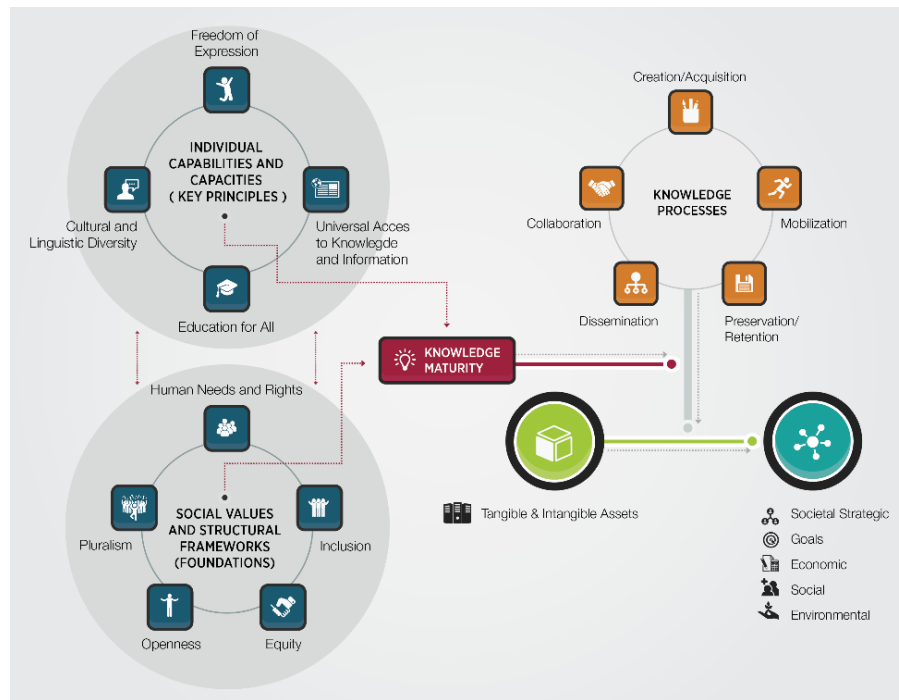 Freedom of
Expression
INDIVIDUAL
CAPABILITIES AND
CAPACITIES
( KEY PRINCIPLES )
Cultural and
Linguistic Diversity
Universal Acces
to Knowlegde
and Information
Education for All
Human Needs and Rights
SOCIAL VALUES
AND STRUCTURAL
FRAMEWORKS
(FOUNDATIONS)
Pluralism
Inclusion
Openness
Equity
KNOWLEDGE
MATURITY
Creation/Acquisition
KNOWLEDGE
PROCESSES
Collaboration
Mobilization
Dissemination
Preservation/
Retention
Tangible & Intangible Assets
Societal Strategic
Goals
Economic
Social
Environmental